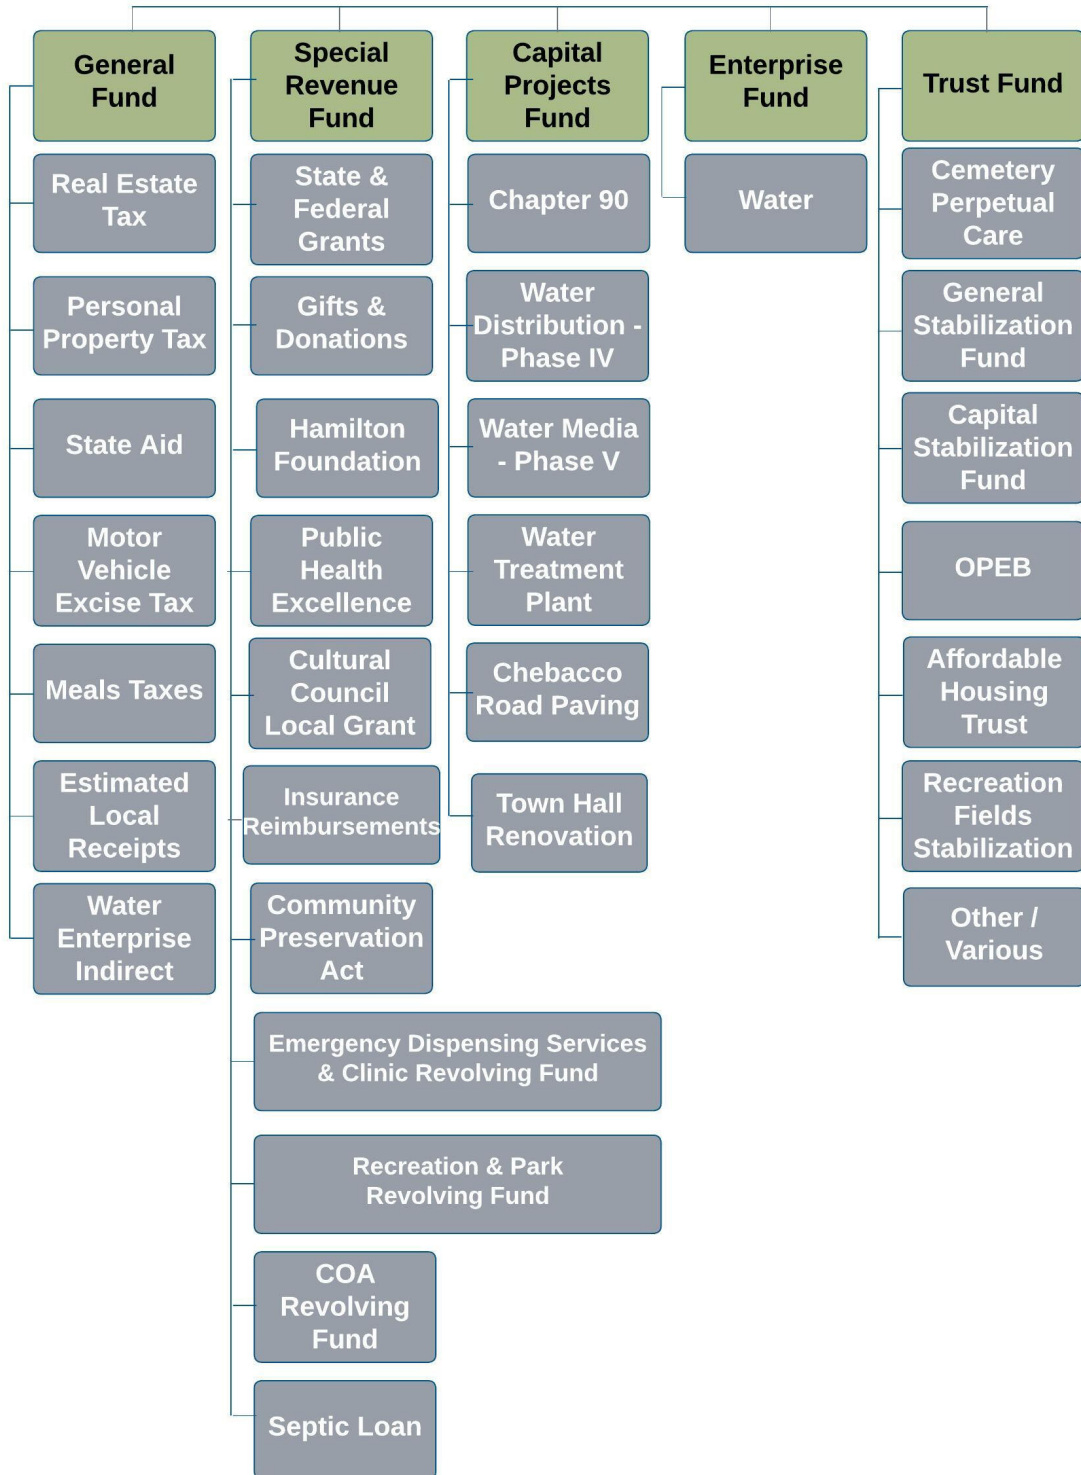 General
Fund
Real Estate
Tax
Personal
Property Tax
State Aid
Motor
Vehicle
Excise Tax
Meals Taxes
Estimated
Local
Receipts
Water
Enterprise
Indirect
Special
Revenue
Fund
State &
Federal
Grants
Gifts &
Donations
Hamilton
Foundation
Public
Health
Excellence
Cultural
Council
Local Grant
Insurance
Reimbursements
Community
Preservation
Act
Emergency Dispensing Services
& Clinic Revolving Fund
Recreation & Park
Revolving Fund
COA
Revolving
Fund
Septic Loan
Capital
Projects
Fund
Chapter 90
Water
Distribution -
Phase IV
Water Media
- Phase V
Water
Treatment
Plant
Chebacco
Road Paving
Town Hall
Renovation
Enterprise
Fund
Water
Trust Fund
Cemetery
Perpetual
Care
General
Stabilization
Fund
Capital
Stabilization
Fund
OPEB
Affordable
Housing
Trust
Recreation
Fields
Stabilization
Other /
Various